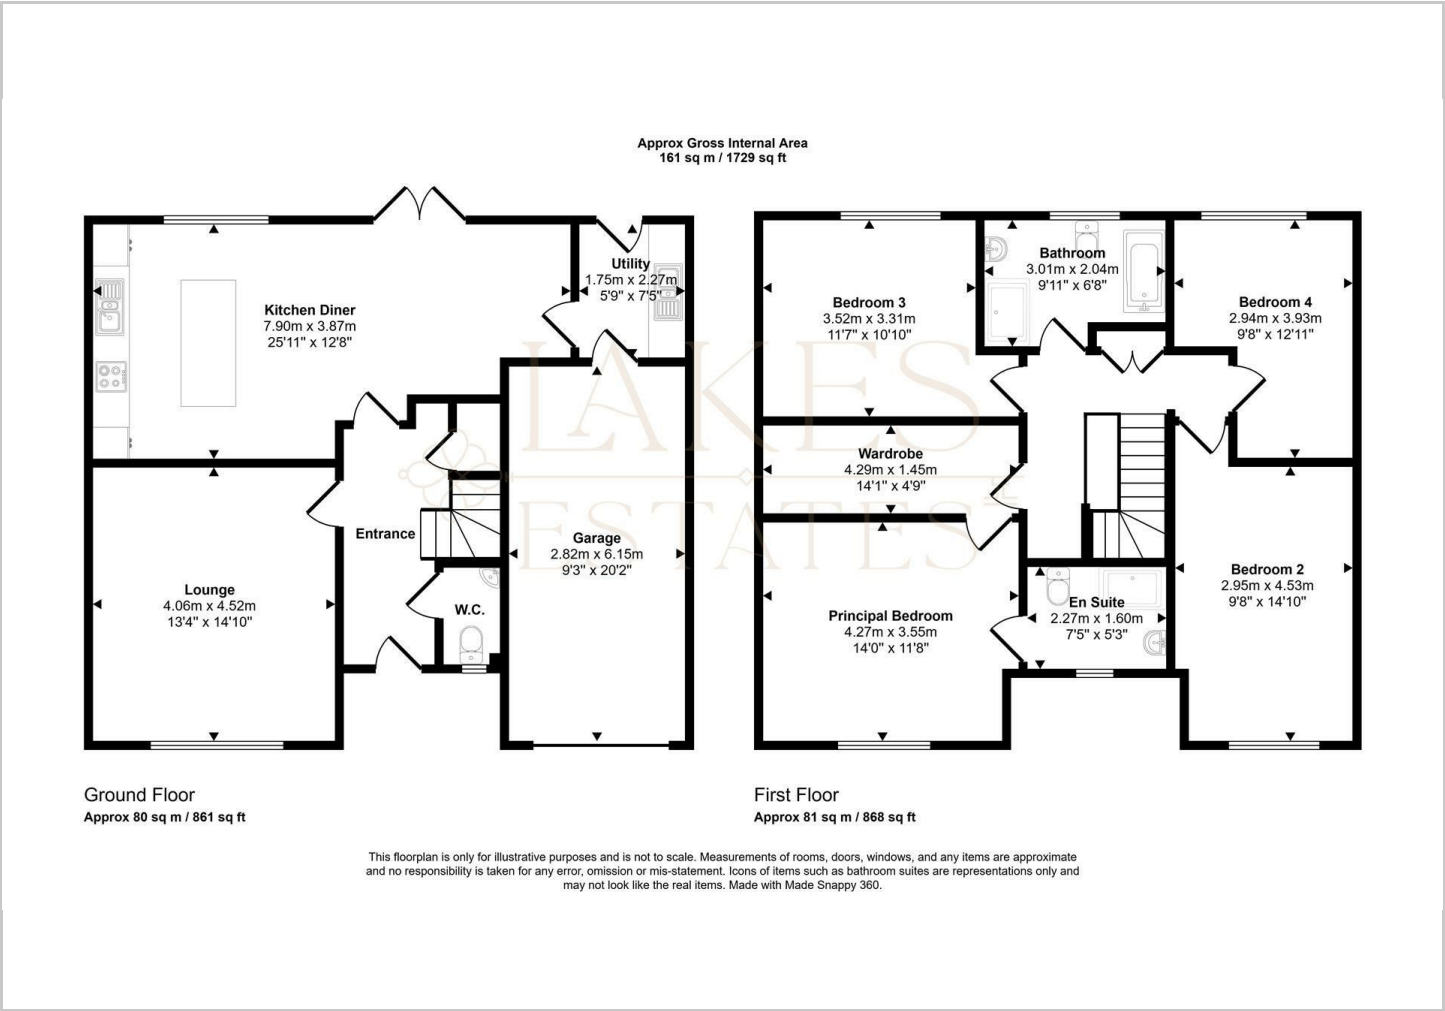 Approx Gross Internal Area
161 sq m / 1729 sq ft
Kitchen Diner
7.90m x 3.87m
25'11" x 12'8"
Utility
1.75m x 2.27m
5'9" x 7'5"
Entrance
Lounge
4.06m x 4.52m
13'4" x 14'10"
W.C.
Garage
2.82m x 6.15m
9'3" x 20'2"
Ground Floor
Approx 80 sq m / 861 sq ft
Bedroom 3
3.52m x 3.31m
11'7" x 10'10"
Bathroom
3.01m x 2.04m
9'11" x 6'8"
Bedroom 4
2.94m x 3.93m
9'8" x 12'11"
Wardrobe
4.29m x 1.45m
14'1" x 4'9"
Principal Bedroom
4.27m x 3.55m
14'0" x 11'8"
En Suite
2.27m x 1.60m
7'5" x 5'3"
Bedroom 2
2.95m x 4.53m
9'8" x 14'10"
First Floor
Approx 81 sq m / 868 sq ft
LAKES
ESTATES
This floorplan is only for illustrative purposes and is not to scale. Measurements of rooms, doors, windows, and any items are approximate
and no responsibility is taken for any error, omission or mis-statement. Icons of items such as bathroom suites are representations only and
may not look like the real items. Made with Made Snappy 360.